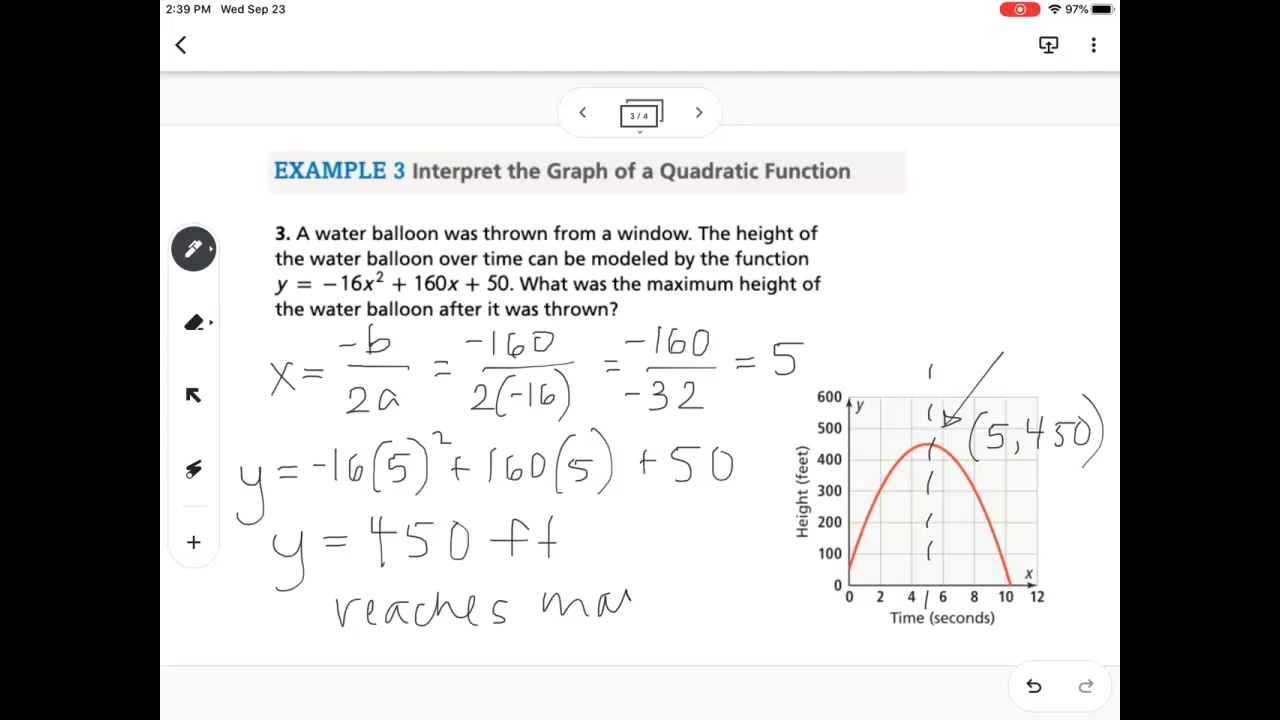 2:39 PM Wed Sep 23
97%
3 / 4
EXAMPLE 3 Interpret the Graph of a Quadratic Function
3. A water balloon was thrown from a window. The height of
the water balloon over time can be modeled by the function
y = −16x² + 160x + 50. What was the maximum height of
the water balloon after it was thrown?
x = -b/2a = -160/2(-16) = -160/-32 = 5
y = -16(5)² + 160(5) + 50
y = 450 ft
reaches max
(5, 450)
y
600
500
400
300
200
100
0
Height (feet)
x
0 2 4 6 8 10 12
Time (seconds)